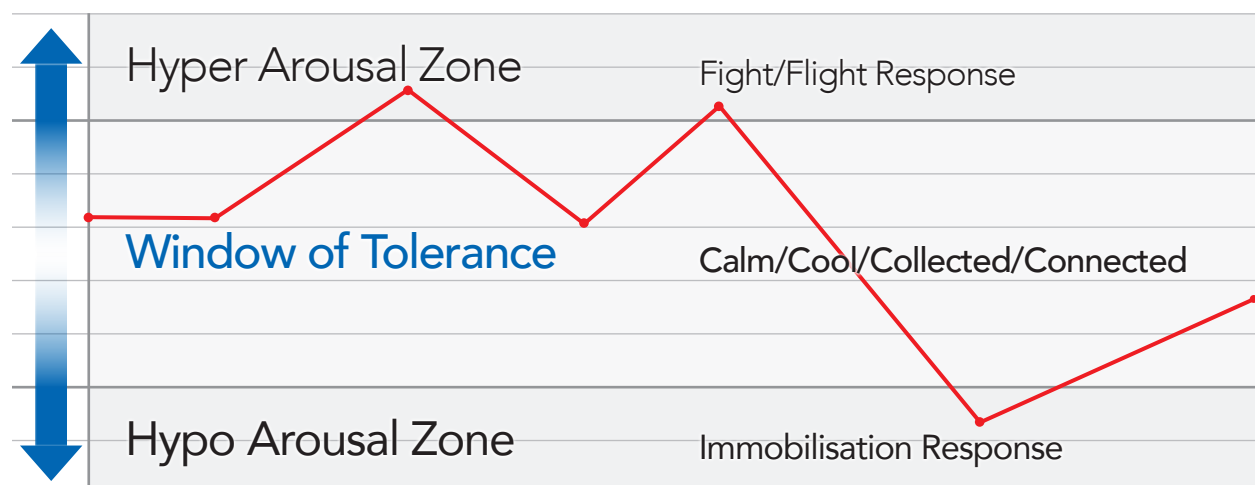 Hyper Arousal Zone
Fight/Flight Response
Window of Tolerance
Calm/Cool/Collected/Connected
Hypo Arousal Zone
Immobilisation Response